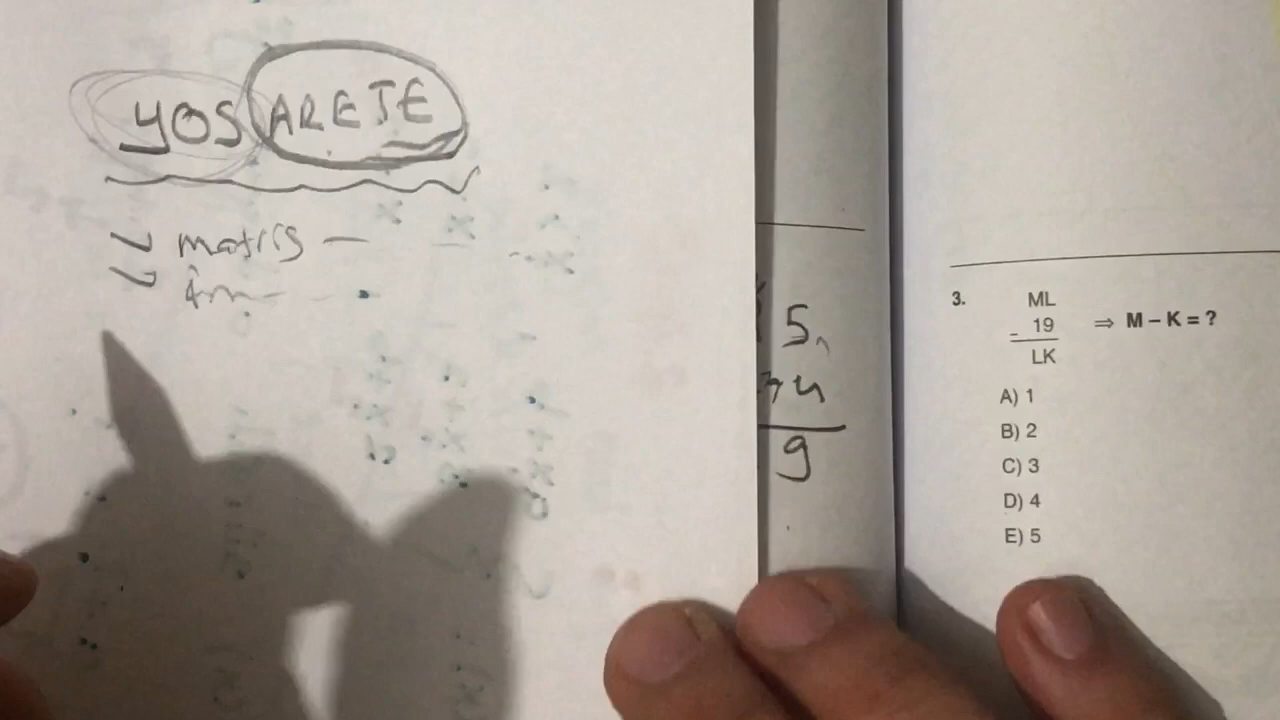 YOS ARETE
matris —
5,
9
3.
ML
- 19 ⇒ M – K = ?
LK
A) 1
B) 2
C) 3
D) 4
E) 5